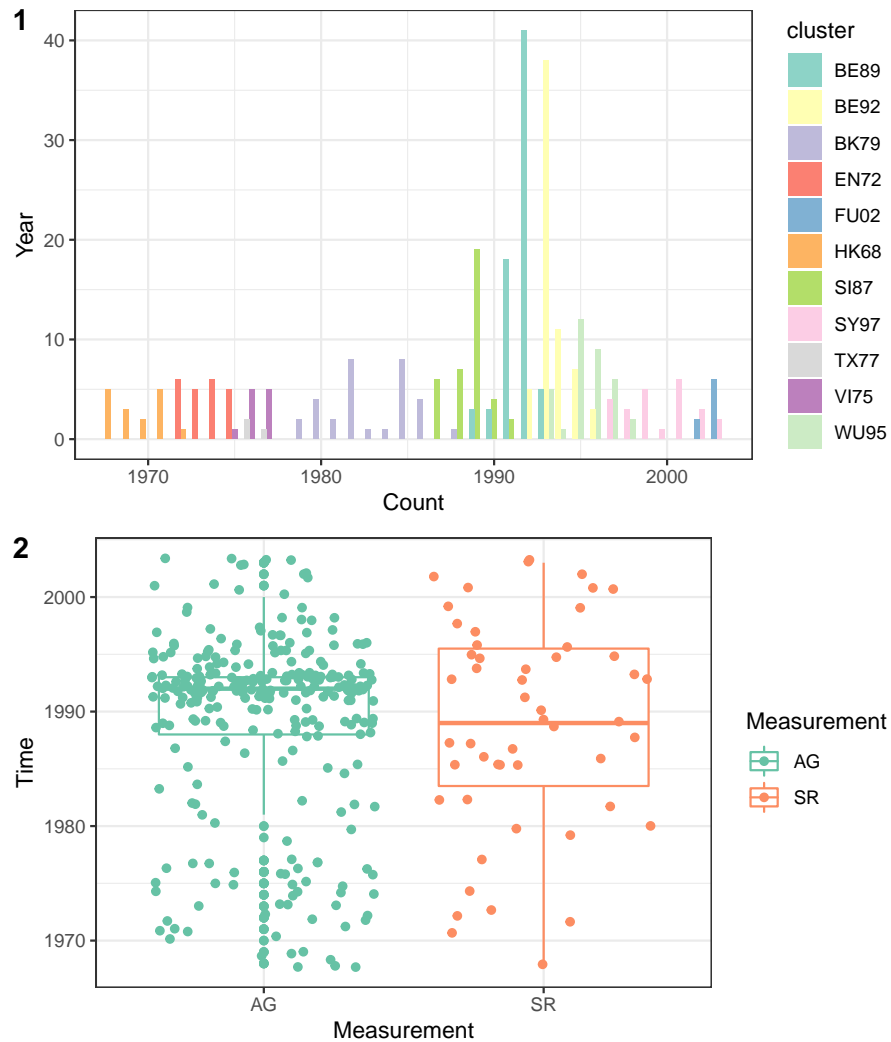 1
cluster
BE89
BE92
BK79
EN72
FU02
HK68
SI87
SY97
TX77
VI75
WU95
Year
40
30
20
10
0
1970 1980 1990 2000
Count
2
Time
2000
1990
1980
1970
AG SR
Measurement
Measurement
AG
SR